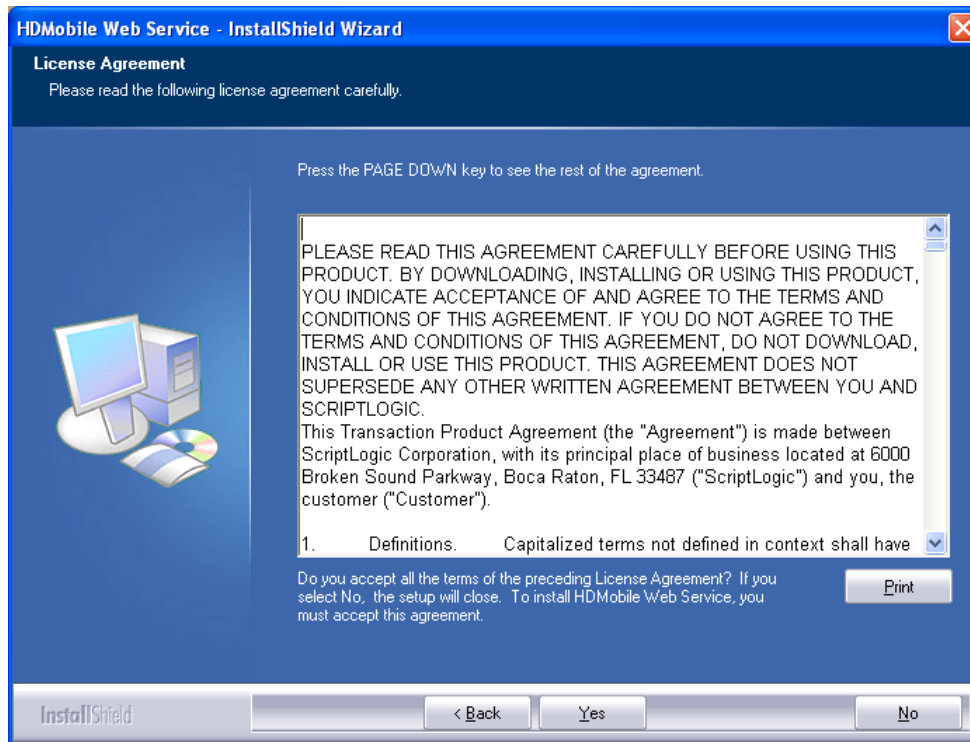 HDMobile Web Service - InstallShield Wizard
License Agreement
Please read the following license agreement carefully.
Press the PAGE DOWN key to see the rest of the agreement.
PLEASE READ THIS AGREEMENT CAREFULLY BEFORE USING THIS
PRODUCT. BY DOWNLOADING, INSTALLING OR USING THIS PRODUCT,
YOU INDICATE ACCEPTANCE OF AND AGREE TO THE TERMS AND
CONDITIONS OF THIS AGREEMENT. IF YOU DO NOT AGREE TO THE
TERMS AND CONDITIONS OF THIS AGREEMENT, DO NOT DOWNLOAD,
INSTALL OR USE THIS PRODUCT. THIS AGREEMENT DOES NOT
SUPERSEDE ANY OTHER WRITTEN AGREEMENT BETWEEN YOU AND
SCRIPTLOGIC.
This Transaction Product Agreement (the "Agreement") is made between
ScriptLogic Corporation, with its principal place of business located at 6000
Broken Sound Parkway, Boca Raton, FL 33487 ("ScriptLogic") and you, the
customer ("Customer").
1. Definitions. Capitalized terms not defined in context shall have
Do you accept all the terms of the preceding License Agreement? If you
select No, the setup will close. To install HDMobile Web Service, you
must accept this agreement.
Print
InstallShield
< Back
Yes
No